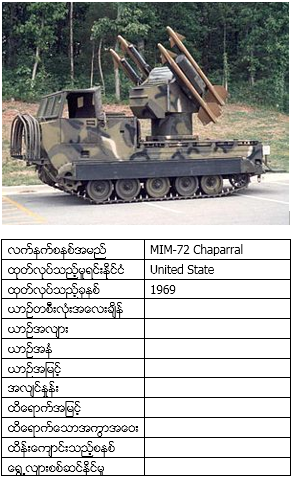 လက်နက်စနစ်အမည် MIM-72 Chaparral
ထုတ်လုပ်သည့်မူရင်းနိုင်ငံ United State
ထုတ်လုပ်သည့်ခုနှစ် 1969
ယာဉ်တစီးလုံးအလေးချိန်
ယာဉ်အလျား
ယာဉ်အနံ
ယာဉ်အမြင့်
အလျင်နှုန်း
ထိရောက်အမြင့်
ထိရောက်သောအကွာအဝေး
ထိန်းကျောင်းသည့်စနစ်
ရွှေ့လျားစစ်ဆင်နိုင်မှု